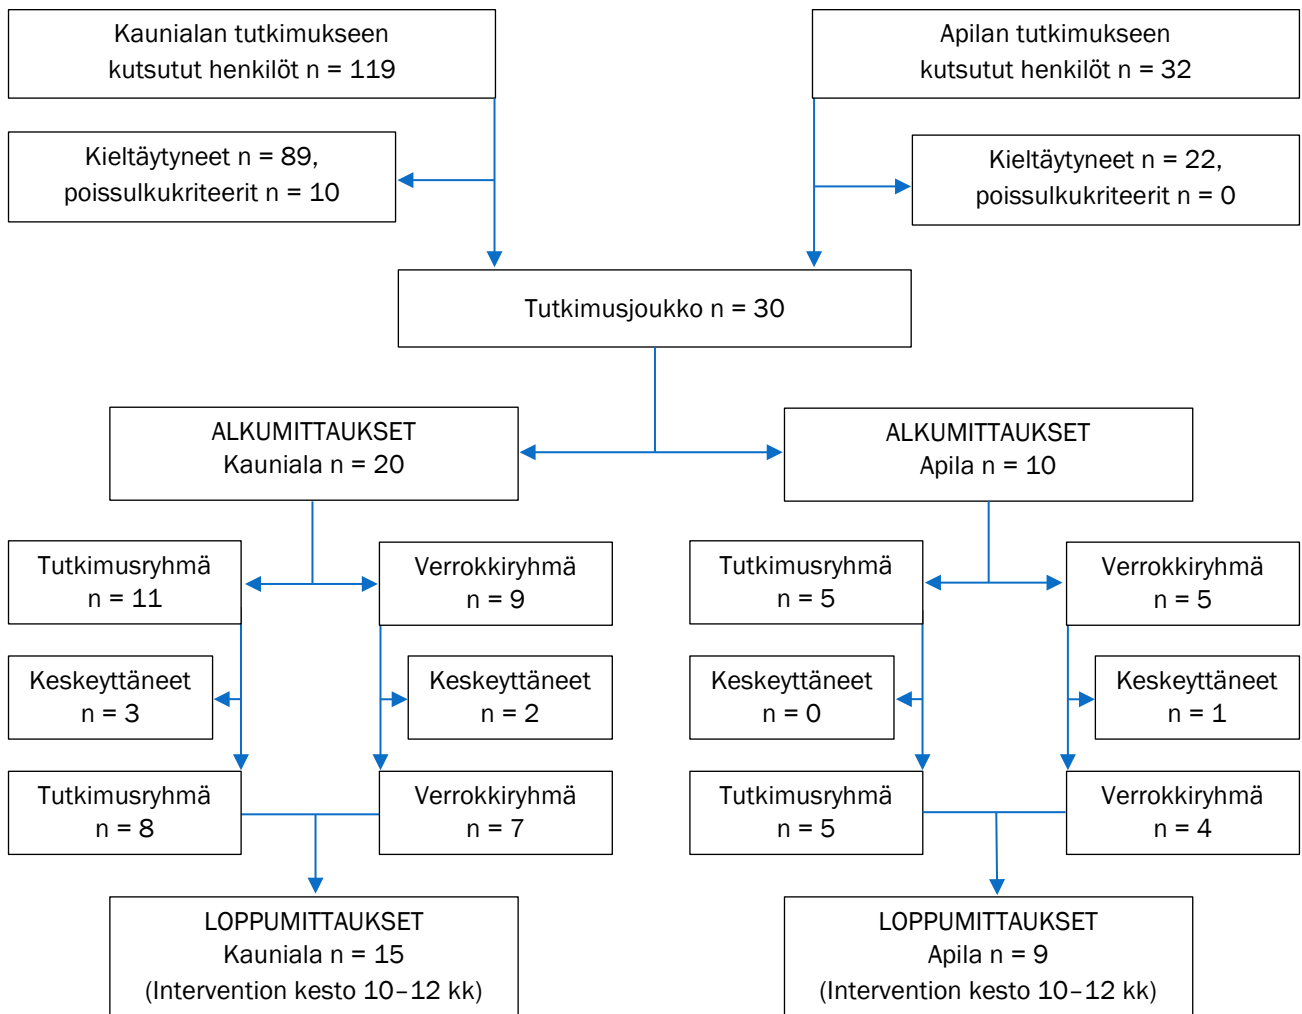 Kaunialan tutkimukseen
kutsutut henkilöt n = 119
Apilan tutkimukseen
kutsutut henkilöt n = 32
Kieltäytyneet n = 89,
poissulkukriteerit n = 10
Kieltäytyneet n = 22,
poissulkukriteerit n = 0
Tutkimusjoukko n = 30
ALKUMITTAUKSET
Kauniala n = 20
ALKUMITTAUKSET
Apila n = 10
Tutkimusryhmä
n = 11
Verrokkiryhmä
n = 9
Tutkimusryhmä
n = 5
Verrokkiryhmä
n = 5
Keskeyttäneet
n = 3
Keskeyttäneet
n = 2
Keskeyttäneet
n = 0
Keskeyttäneet
n = 1
Tutkimusryhmä
n = 8
Verrokkiryhmä
n = 7
Tutkimusryhmä
n = 5
Verrokkiryhmä
n = 4
LOPPUMITTAUKSET
Kauniala n = 15
(Intervention kesto 10–12 kk)
LOPPUMITTAUKSET
Apila n = 9
(Intervention kesto 10–12 kk)